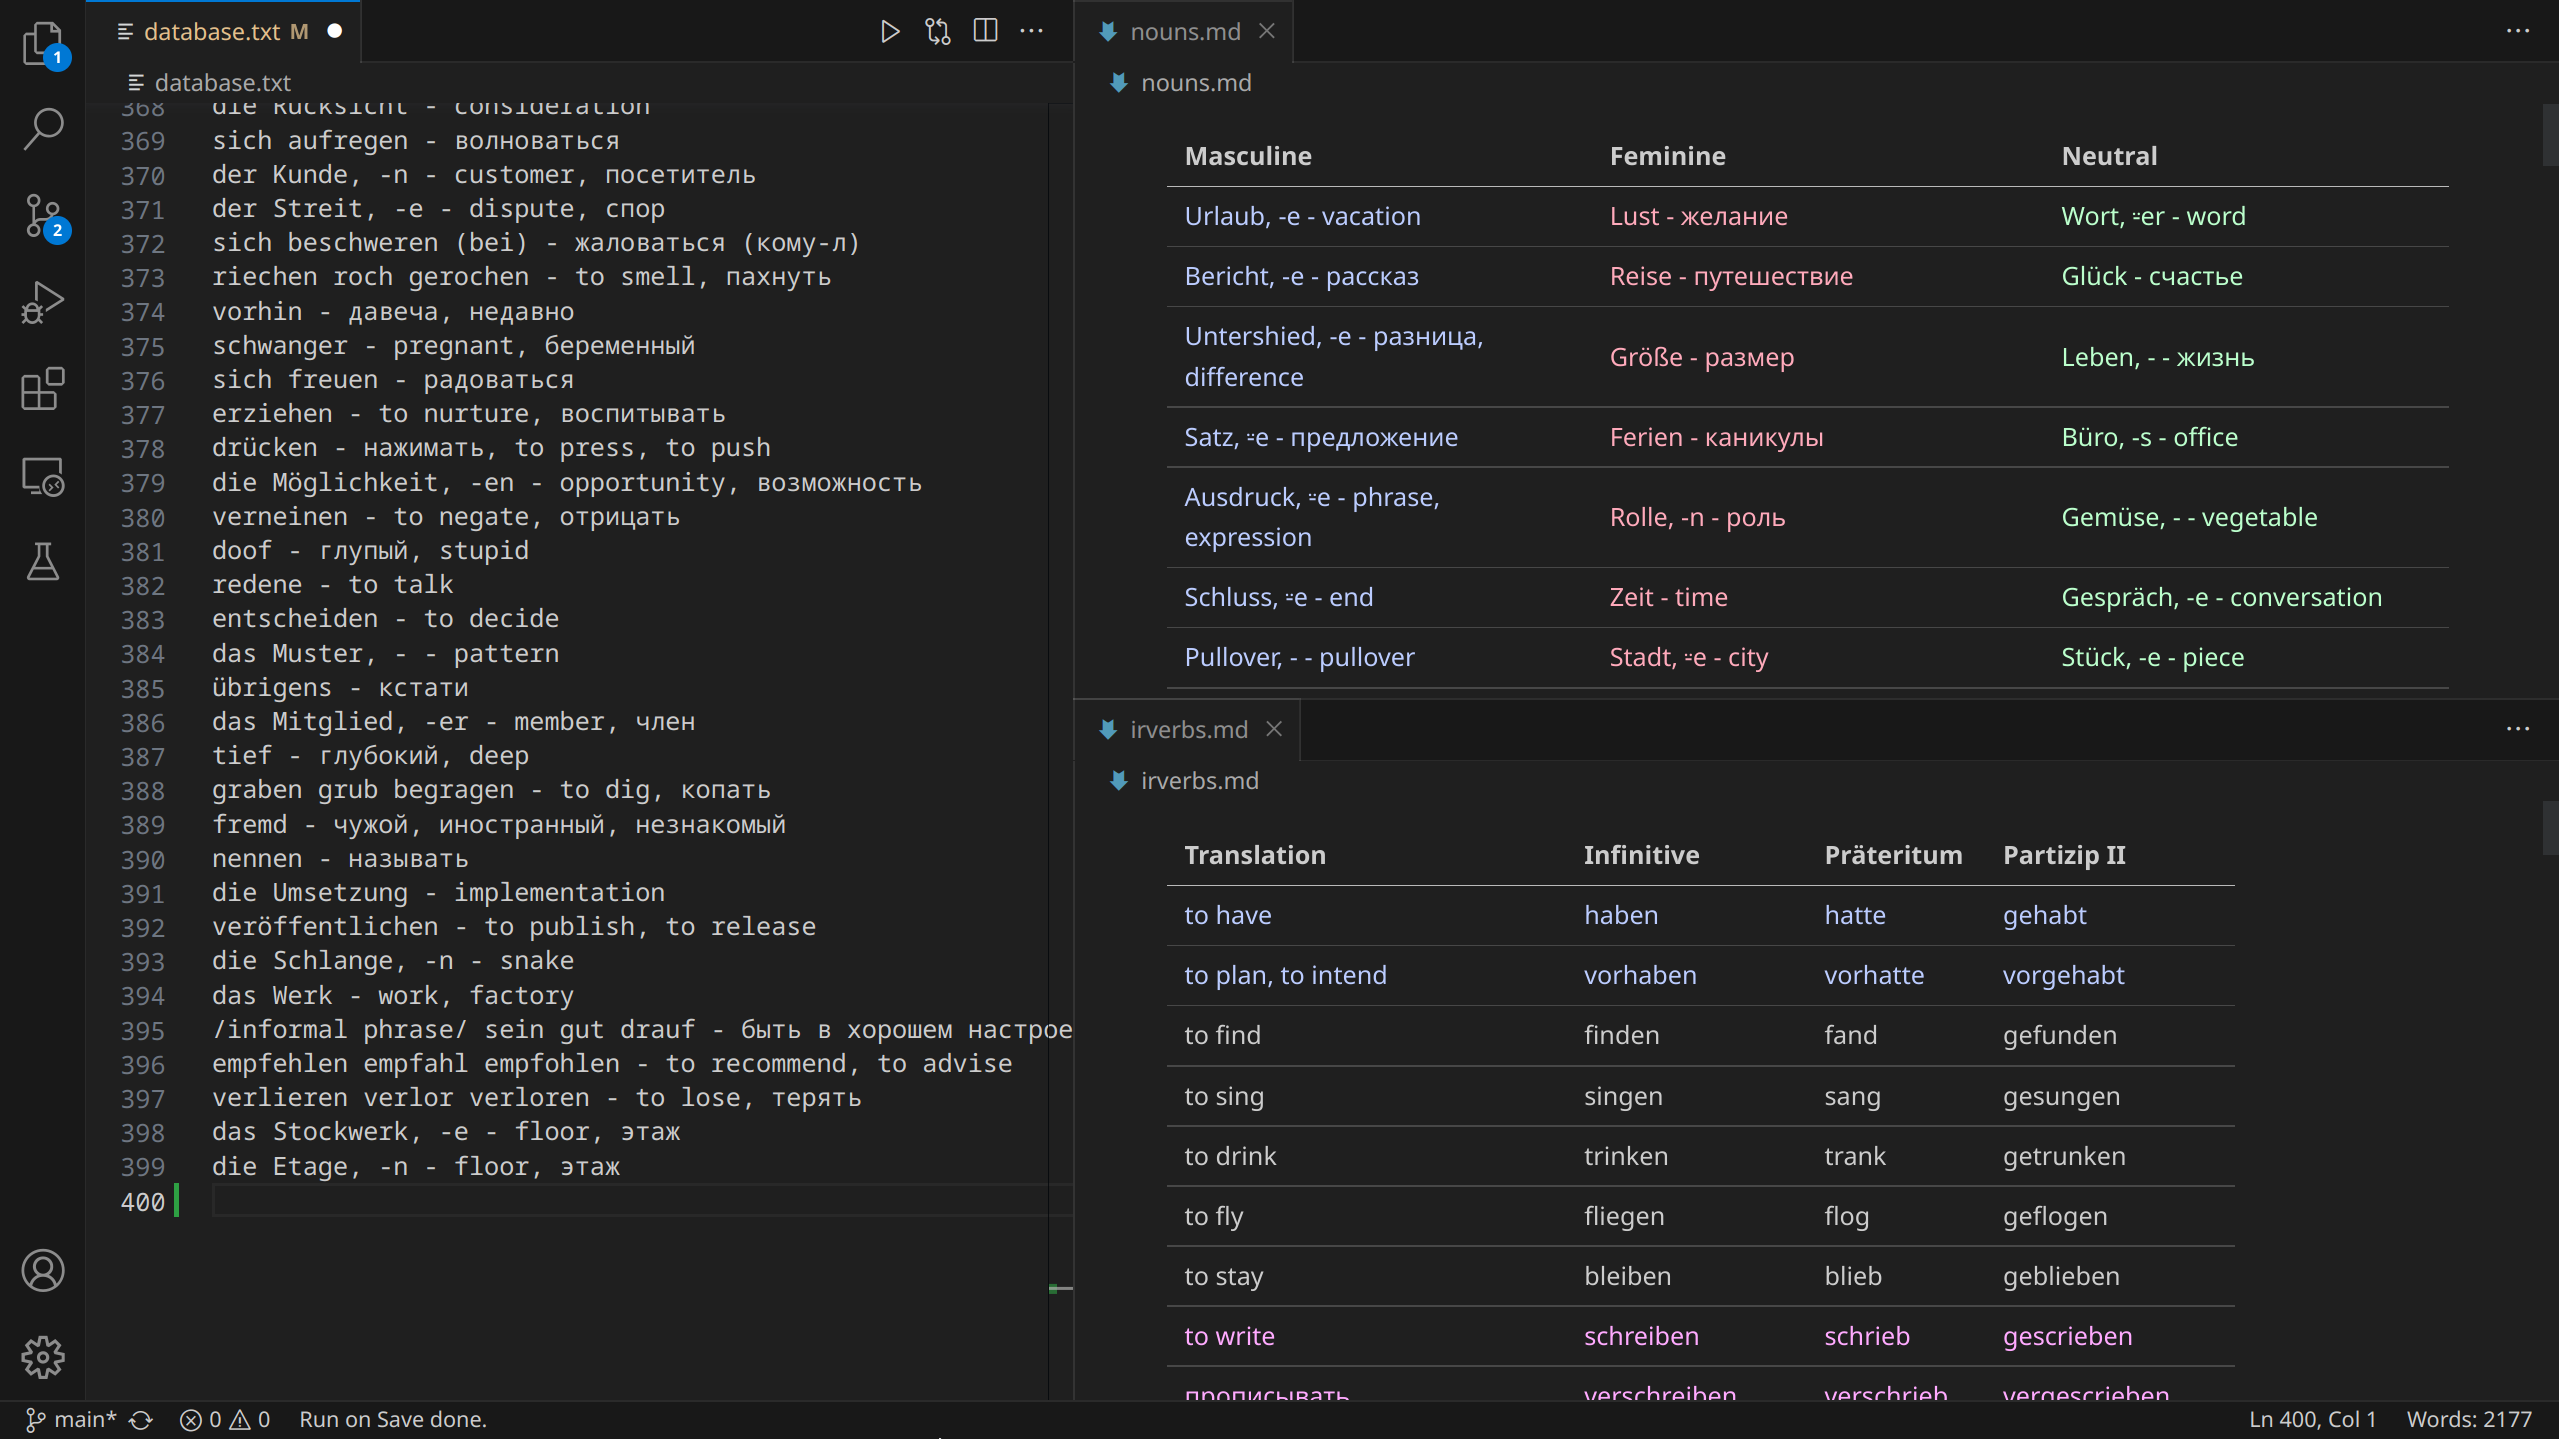 database.txt M
database.txt
368 die Rücksicht - consideration
369 sich aufregen - волноваться
370 der Kunde, -n - customer, посетитель
371 der Streit, -e - dispute, спор
372 sich beschweren (bei) - жаловаться (кому-л)
373 riechen roch gerochen - to smell, пахнуть
374 vorhin - давеча, недавно
375 schwanger - pregnant, беременный
376 sich freuen - радоваться
377 erziehen - to nurture, воспитывать
378 drücken - нажимать, to press, to push
379 die Möglichkeit, -en - opportunity, возможность
380 verneinen - to negate, отрицать
381 doof - глупый, stupid
382 redene - to talk
383 entscheiden - to decide
384 das Muster, - - pattern
385 übrigens - кстати
386 das Mitglied, -er - member, член
387 tief - глубокий, deep
388 graben grub begragen - to dig, копать
389 fremd - чужой, иностранный, незнакомый
390 nennen - называть
391 die Umsetzung - implementation
392 veröffentlichen - to publish, to release
393 die Schlange, -n - snake
394 das Werk - work, factory
395 /informal phrase/ sein gut drauf - быть в хорошем настрое
396 empfehlen empfahl empfohlen - to recommend, to advise
397 verlieren verlor verloren - to lose, терять
398 das Stockwerk, -e - floor, этаж
399 die Etage, -n - floor, этаж
400
1
2
nouns.md
nouns.md
Masculine Feminine Neutral
Urlaub, -e - vacation Lust - желание Wort, ⸚er - word
Bericht, -e - рассказ Reise - путешествие Glück - счастье
Untershied, -e - разница, difference Größe - размер Leben, - - жизнь
Satz, ⸚e - предложение Ferien - каникулы Büro, -s - office
Ausdruck, ⸚e - phrase, expression Rolle, -n - роль Gemüse, - - vegetable
Schluss, ⸚e - end Zeit - time Gespräch, -e - conversation
Pullover, - - pullover Stadt, ⸚e - city Stück, -e - piece
irverbs.md
irverbs.md
Translation Infinitive Präteritum Partizip II
to have haben hatte gehabt
to plan, to intend vorhaben vorhatte vorgehabt
to find finden fand gefunden
to sing singen sang gesungen
to drink trinken trank getrunken
to fly fliegen flog geflogen
to stay bleiben blieb geblieben
to write schreiben schrieb gescrieben
прописывать verschreiben verschrieb vergescrieben
main* 0 0 Run on Save done.
Ln 400, Col 1 Words: 2177